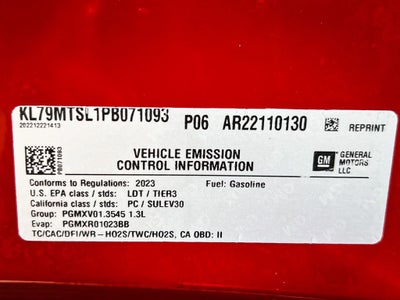 KL79MTSL1PB071093 P06 AR22110130 REPRINT
202212221413
PB071093
VEHICLE EMISSION
CONTROL INFORMATION
GM GENERAL
MOTORS
LLC
Conforms to Regulations: 2023 Fuel: Gasoline
U.S. EPA class / stds: LDT / TIER3
California class / stds: PC / SULEV30
Group: PGMXV01.3545 1.3L
Evap: PGMXR01023BB
TC/CAC/DFI/WR-HO2S/TWC/HO2S, CA OBD: II